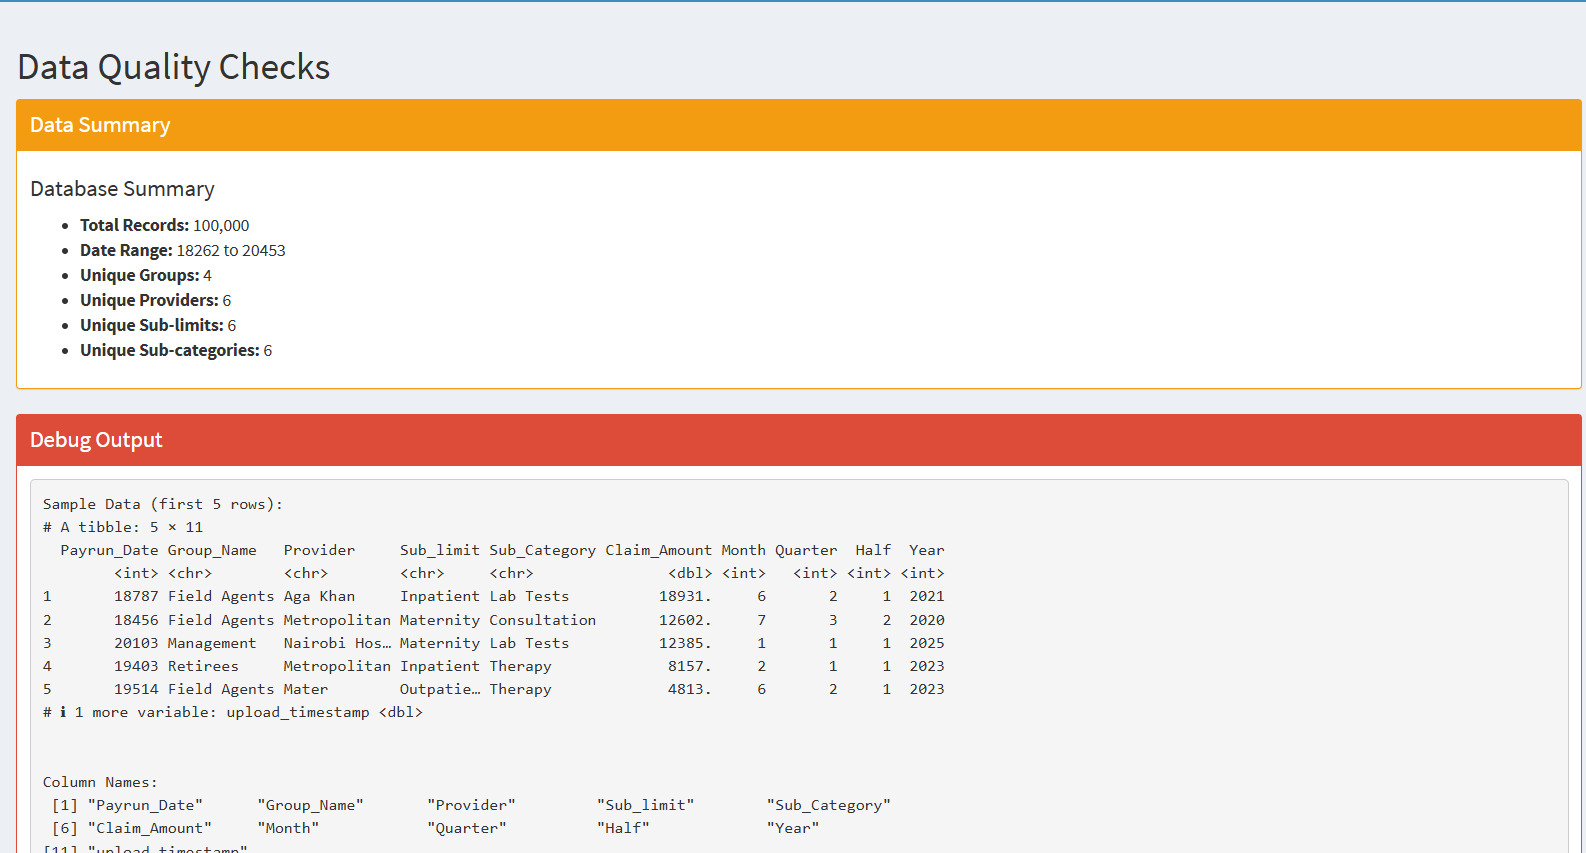 Data Quality Checks
Data Summary
Database Summary
• Total Records: 100,000
• Date Range: 18262 to 20453
• Unique Groups: 4
• Unique Providers: 6
• Unique Sub-limits: 6
• Unique Sub-categories: 6
Debug Output
Sample Data (first 5 rows):
# A tibble: 5 × 11
  Payrun_Date Group_Name   Provider     Sub_limit Sub_Category Claim_Amount Month Quarter  Half  Year
        <int> <chr>        <chr>        <chr>     <chr>               <dbl> <int>   <int> <int> <int>
1       18787 Field Agents Aga Khan     Inpatient Lab Tests          18931.     6       2     1  2021
2       18456 Field Agents Metropolitan Maternity Consultation       12602.     7       3     2  2020
3       20103 Management   Nairobi Hos… Maternity Lab Tests          12385.     1       1     1  2025
4       19403 Retirees     Metropolitan Inpatient Therapy             8157.     2       1     1  2023
5       19514 Field Agents Mater        Outpatie… Therapy             4813.     6       2     1  2023
# ℹ 1 more variable: upload_timestamp <dbl>
Column Names:
 [1] "Payrun_Date"      "Group_Name"       "Provider"         "Sub_limit"        "Sub_Category"
 [6] "Claim_Amount"     "Month"            "Quarter"          "Half"             "Year"
[11] "upload_timestamp"